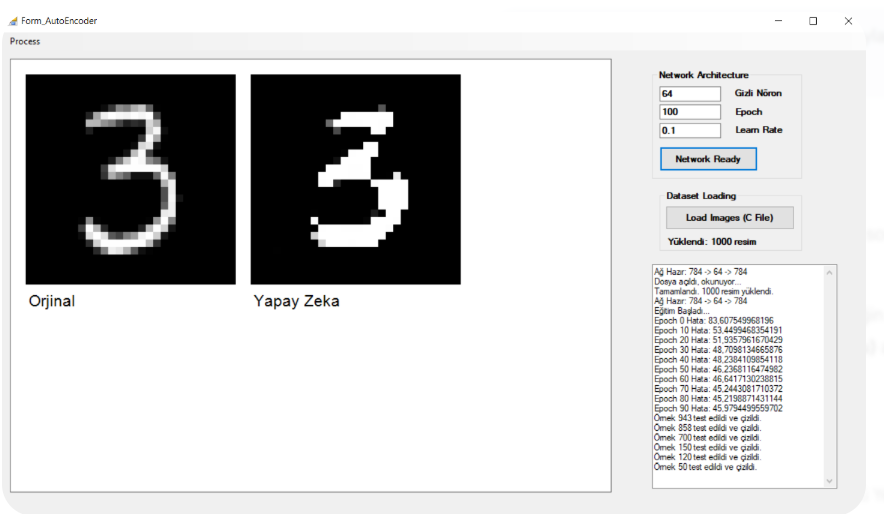 Form_AutoEncoder
Process
Network Architecture
64 Gizli Nöron
100 Epoch
0.1 Learn Rate
Network Ready
Dataset Loading
Load Images (C File)
Yüklendi: 1000 resim
Orjinal
Yapay Zeka
Ağ Hazır: 784 -> 64 -> 784
Dosya açıldı, okunuyor...
Tamamlandı. 1000 resim yüklendi.
Ağ Hazır: 784 -> 64 -> 784
Eğitim Başladı...
Epoch 0 Hata: 83,607549968196
Epoch 10 Hata: 53,4499468354191
Epoch 20 Hata: 51,9357961670429
Epoch 30 Hata: 48,7098134665876
Epoch 40 Hata: 48,2384109854118
Epoch 50 Hata: 46,2368116474982
Epoch 60 Hata: 46,6417130238815
Epoch 70 Hata: 45,2443081710372
Epoch 80 Hata: 45,2198871431144
Epoch 90 Hata: 45,9794499559702
Örnek 943 test edildi ve çizildi.
Örnek 858 test edildi ve çizildi.
Örnek 700 test edildi ve çizildi.
Örnek 150 test edildi ve çizildi.
Örnek 120 test edildi ve çizildi.
Örnek 50 test edildi ve çizildi.